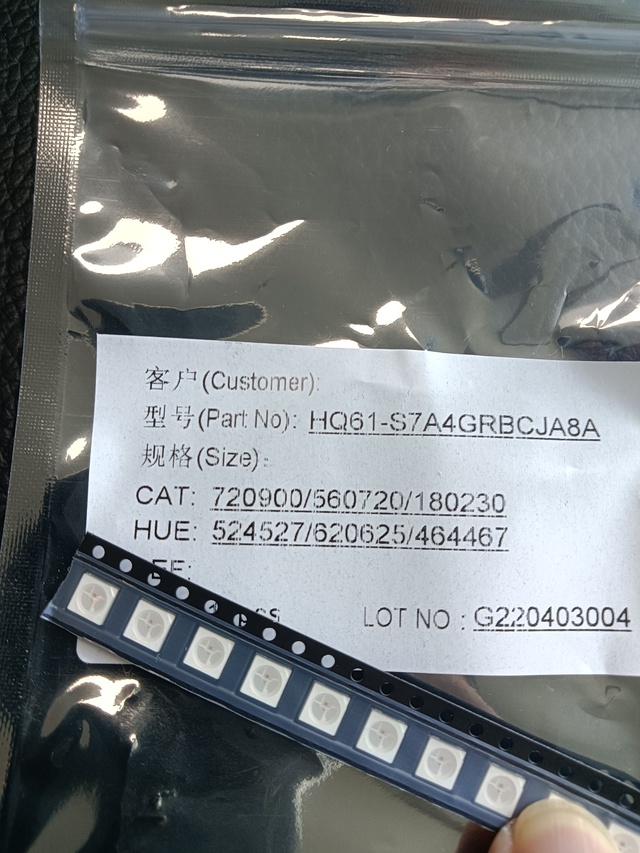 客户(Customer):
型号(Part No): HQ61-S7A4GRBCJA8A
规格(Size):
CAT: 720900/560720/180230
HUE: 524527/620625/464467
LOT NO : G220403004